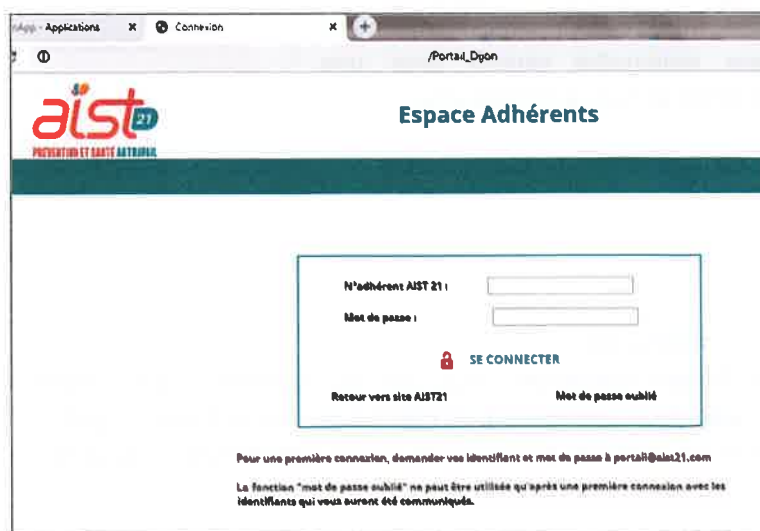 App - Applications × Connexion × +
/Portail_Dijon
aist 21
PRÉVENTION ET SANTÉ AU TRAVAIL
Espace Adhérents
N°adhérent AIST 21 :
Mot de passe :
SE CONNECTER
Retour vers site AIST21 Mot de passe oublié
Pour une première connexion, demander vos identifiant et mot de passe à portail@aist21.com
La fonction "mot de passe oublié" ne peut être utilisée qu'après une première connexion avec les
identifiants qui vous auront été communiqués.